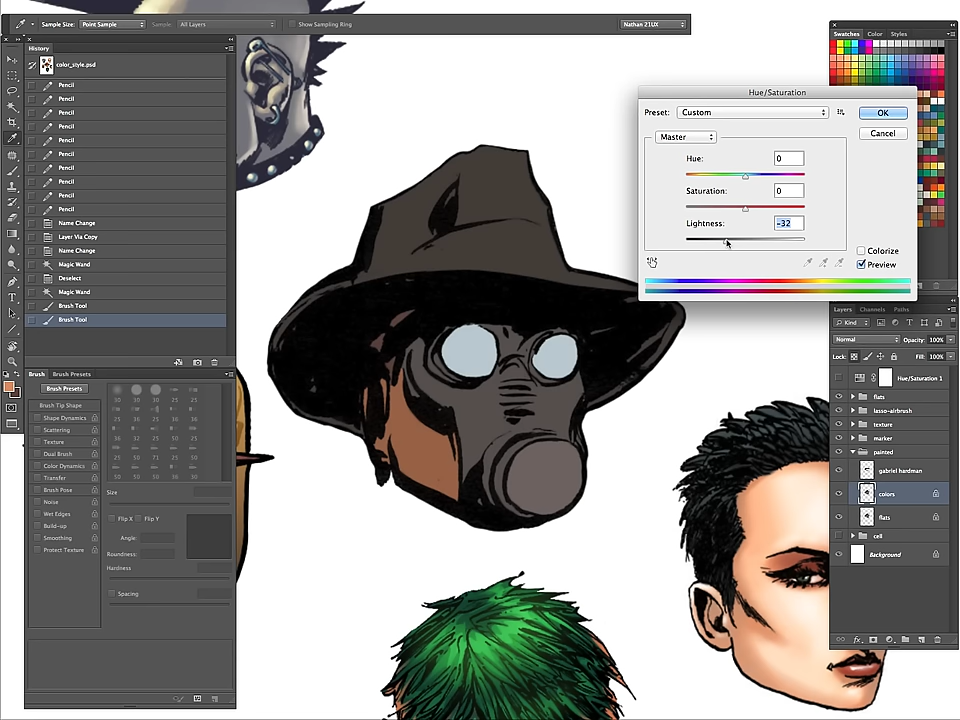 Sample Size: Point Sample Sample: All Layers Show Sampling Ring Nathan 21UX
History
color_style.psd
Pencil
Pencil
Pencil
Pencil
Pencil
Pencil
Pencil
Pencil
Pencil
Pencil
Name Change
Layer Via Copy
Name Change
Magic Wand
Deselect
Magic Wand
Brush Tool
Brush Tool
Brush Brush Presets
Brush Presets
Brush Tip Shape
Shape Dynamics
Scattering
Texture
Dual Brush
Color Dynamics
Transfer
Brush Pose
Noise
Wet Edges
Build-up
Smoothing
Protect Texture
Size
Flip X Flip Y
Angle:
Roundness:
Hardness
Spacing
Swatches Color Styles
Hue/Saturation
Preset: Custom
OK
Cancel
Master
Hue: 0
Saturation: 0
Lightness: -32
Colorize
Preview
Layers Channels Paths
Kind
Normal Opacity: 100%
Lock: Fill: 100%
Hue/Saturation 1
flats
lasso-airbrush
texture
marker
painted
gabriel hardman
colors
flats
cell
Background
fx